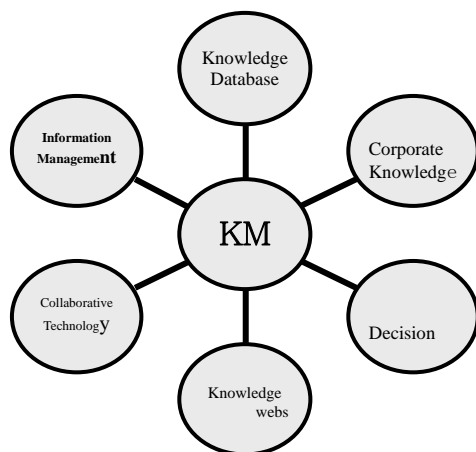 Knowledge
Database
Information
Management
Corporate
Knowledge
KM
Collaborative
Technology
Decision
Knowledge
webs